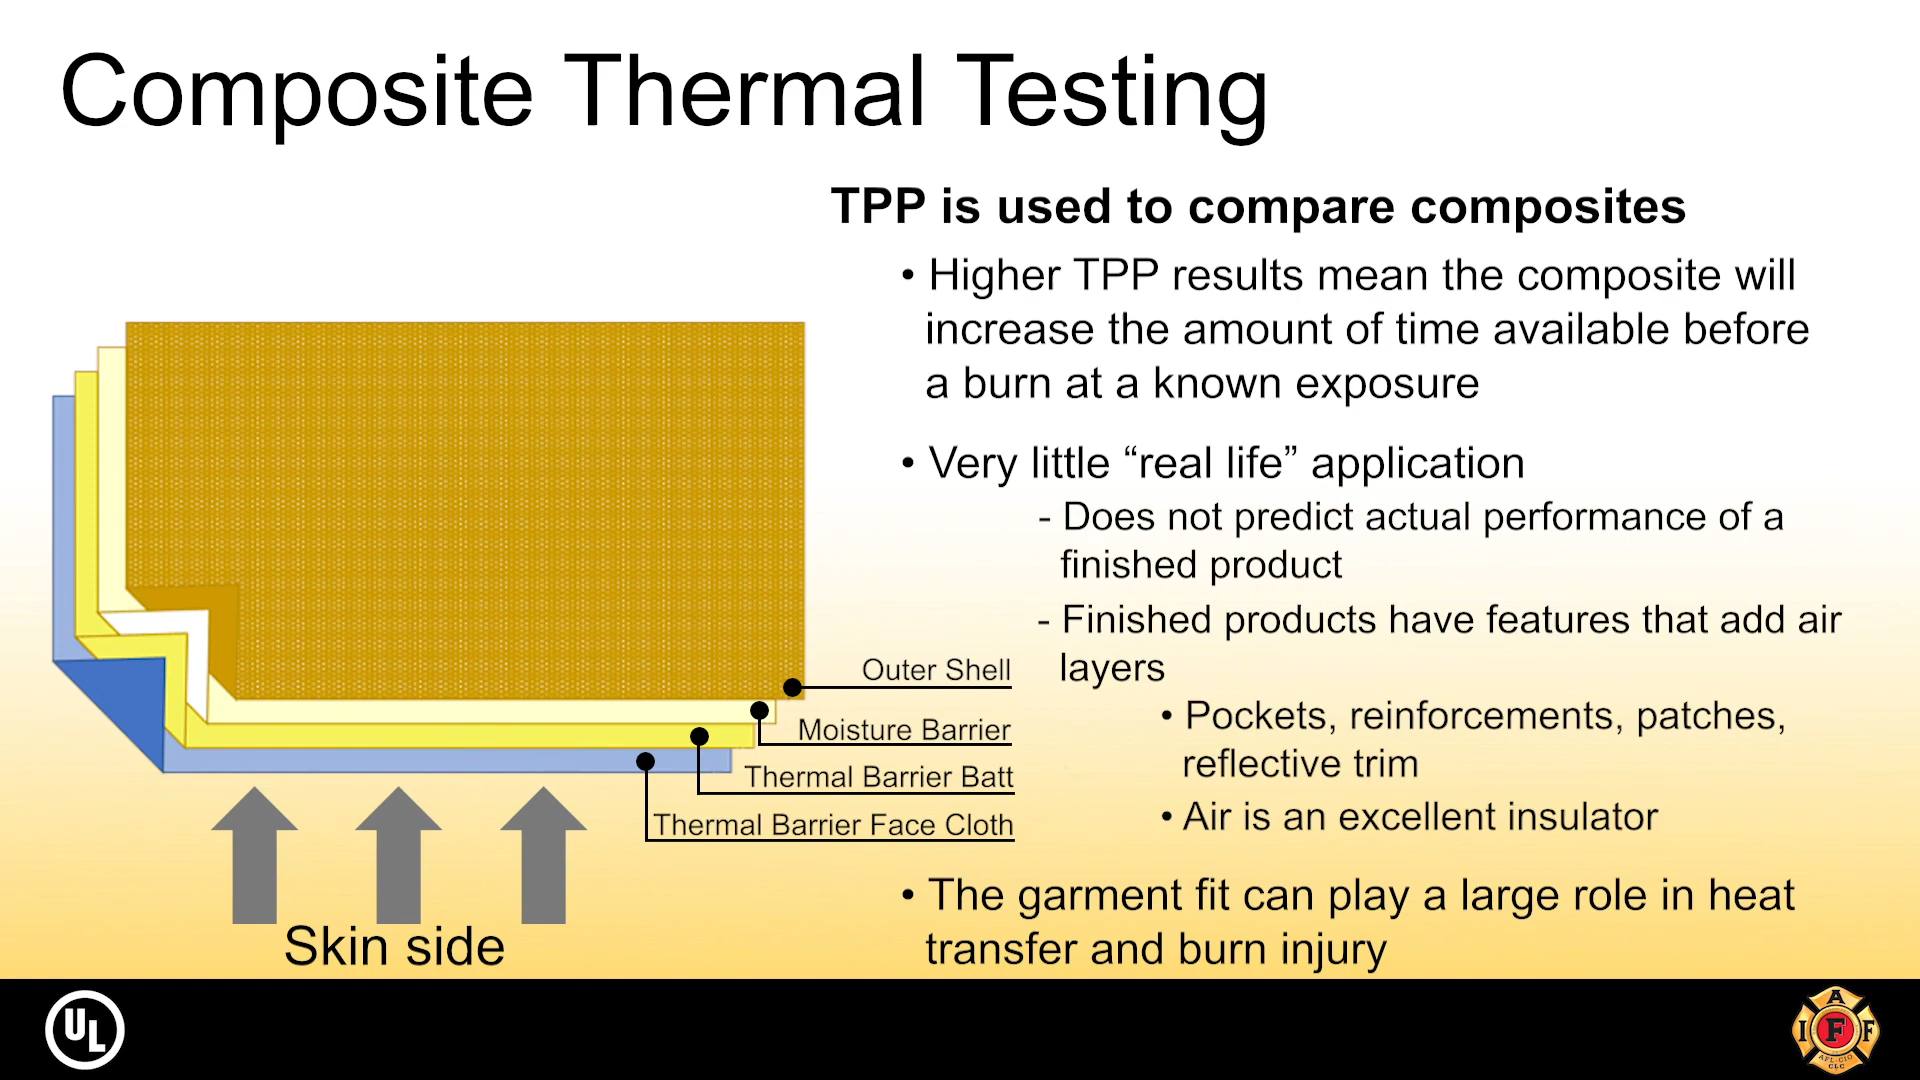 Composite Thermal Testing
TPP is used to compare composites
• Higher TPP results mean the composite will
increase the amount of time available before
a burn at a known exposure
• Very little “real life” application
- Does not predict actual performance of a
finished product
- Finished products have features that add air
layers
• Pockets, reinforcements, patches,
reflective trim
• Air is an excellent insulator
• The garment fit can play a large role in heat
transfer and burn injury
Outer Shell
Moisture Barrier
Thermal Barrier Batt
Thermal Barrier Face Cloth
Skin side
UL
A
I F F
AFL-CIO
CLC